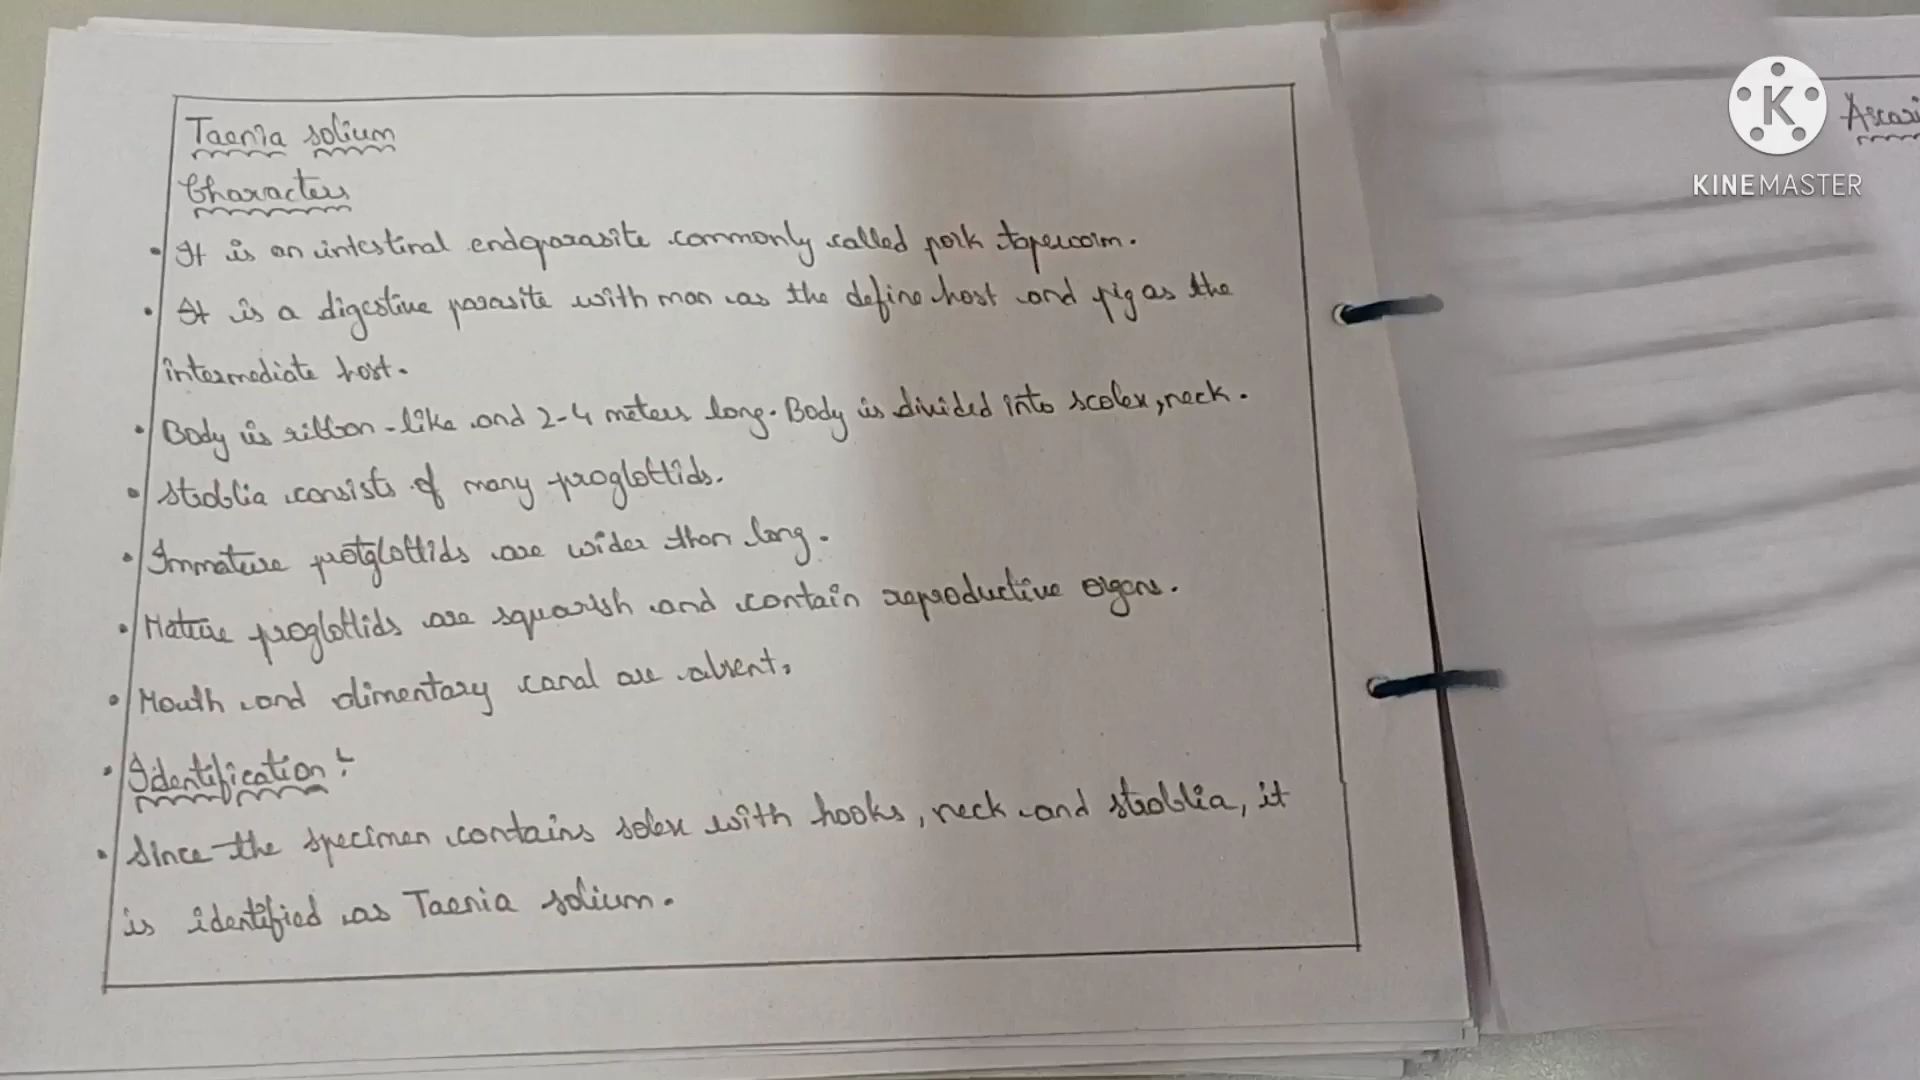 Taenia solium
Characters
• It is an intestinal endoparasite commonly called pork tapeworm.
• It is a digestive parasite with man as the define host and pig as the
intermediate host.
• Body is ribbon-like and 2-4 meters long. Body is divided into scolex, neck.
• Stroblia consists of many proglottids.
• Immature protglottids are wider than long.
• Mature proglottids are squarish and contain reproductive organs.
• Mouth and alimentary canal are absent.
• Identification:
• Since the specimen contains solex with hooks, neck and stroblia, it
is identified as Taenia solium.
Ascari
K
KINEMASTER